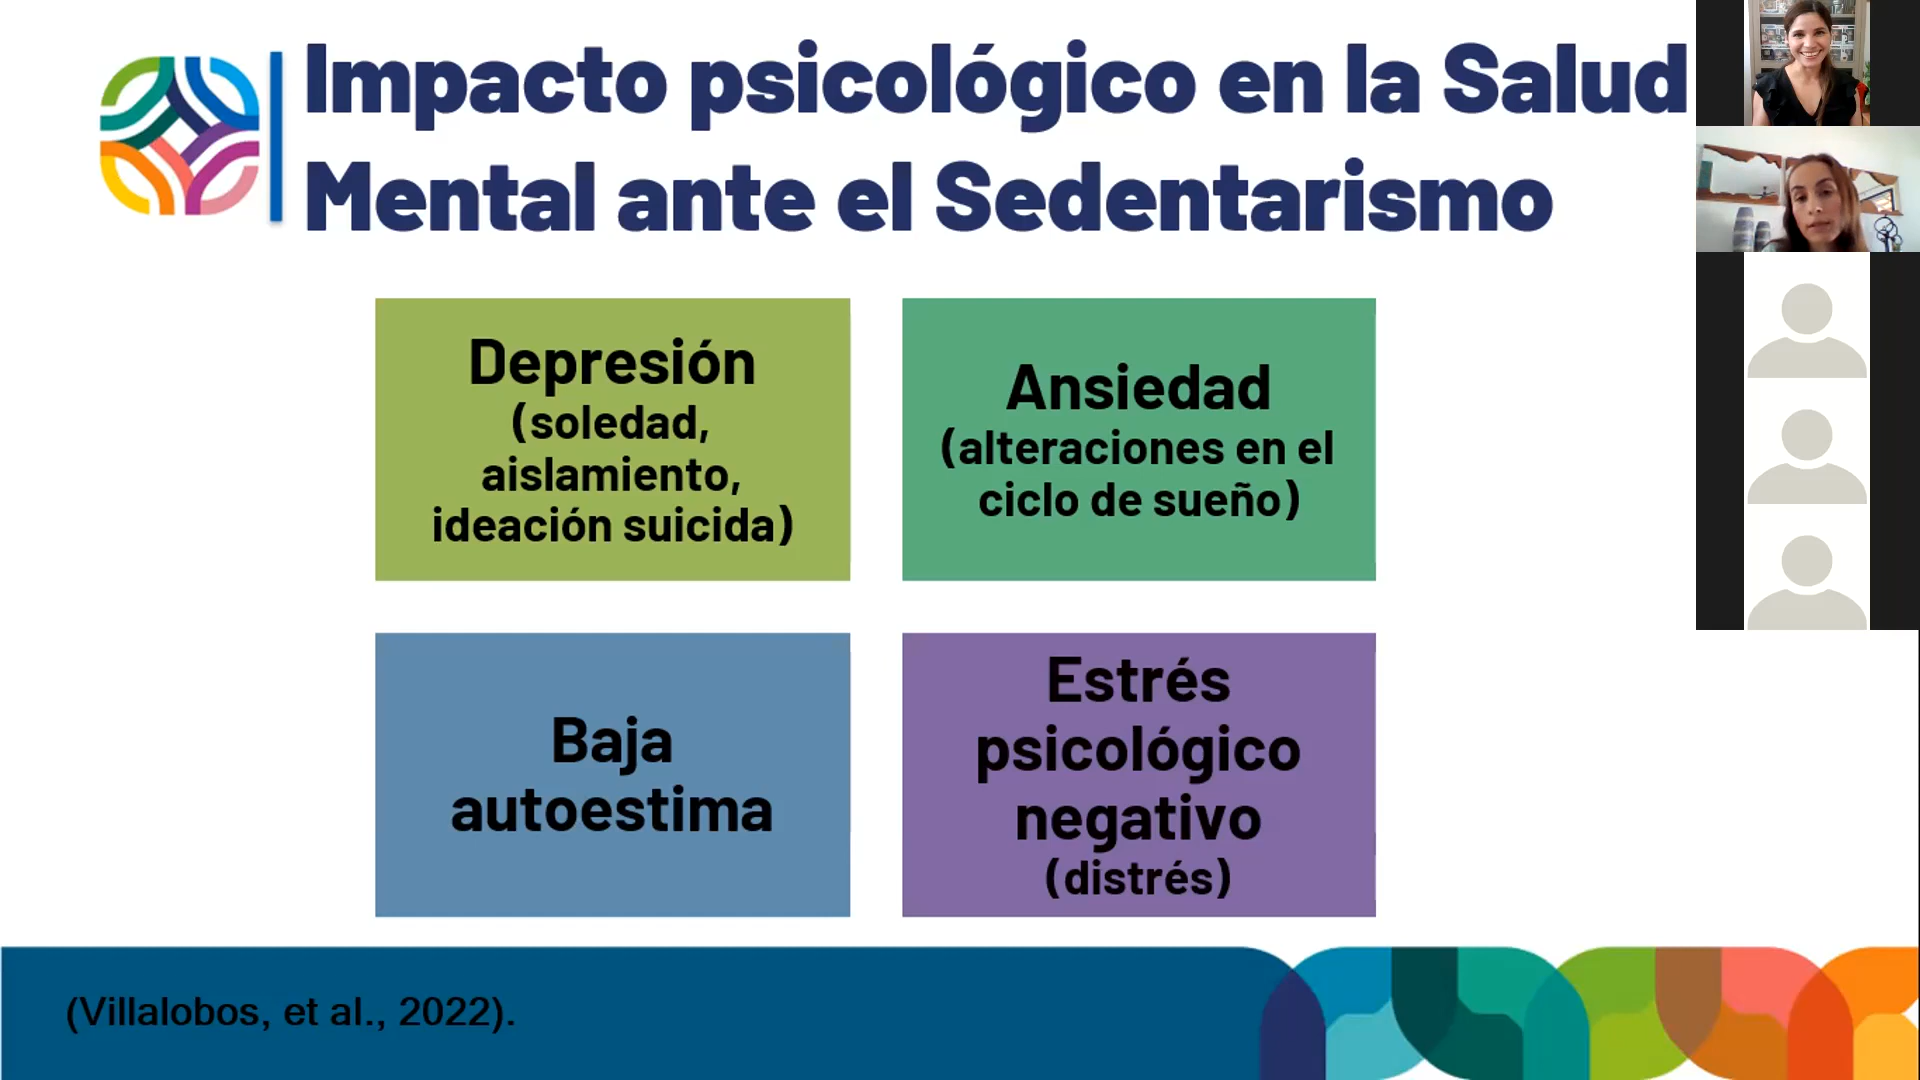 Impacto psicológico en la Salud
Mental ante el Sedentarismo
Depresión
(soledad,
aislamiento,
ideación suicida)
Ansiedad
(alteraciones en el
ciclo de sueño)
Baja
autoestima
Estrés
psicológico
negativo
(distrés)
(Villalobos, et al., 2022).